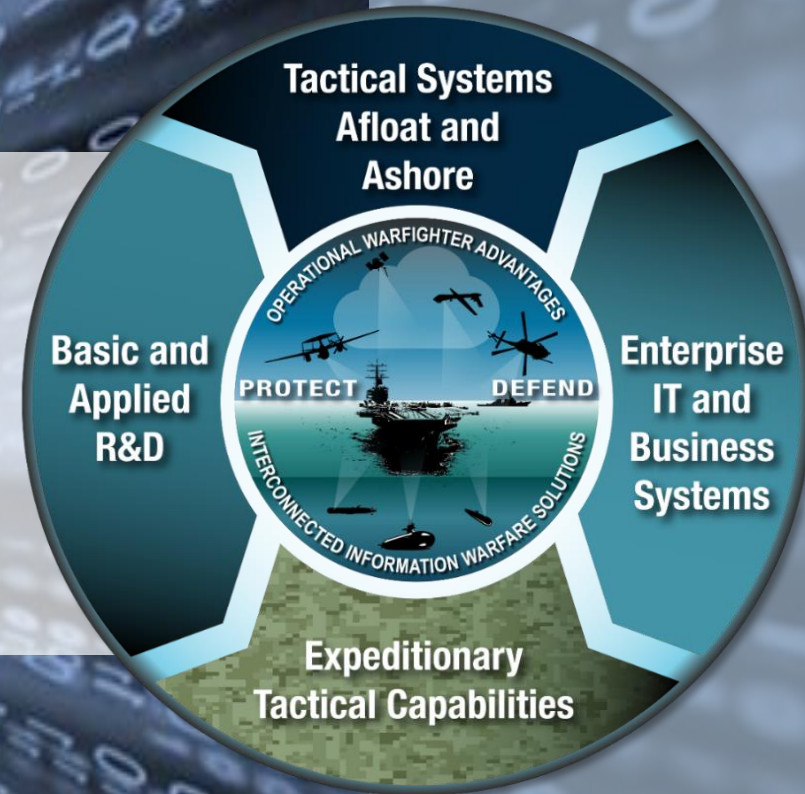 Tactical Systems
Afloat and
Ashore
OPERATIONAL WARFIGHTER ADVANTAGES
Basic and
Applied
R&D
PROTECT
DEFEND
Enterprise
IT and
Business
Systems
INTERCONNECTED INFORMATION WARFARE SOLUTIONS
Expeditionary
Tactical Capabilities